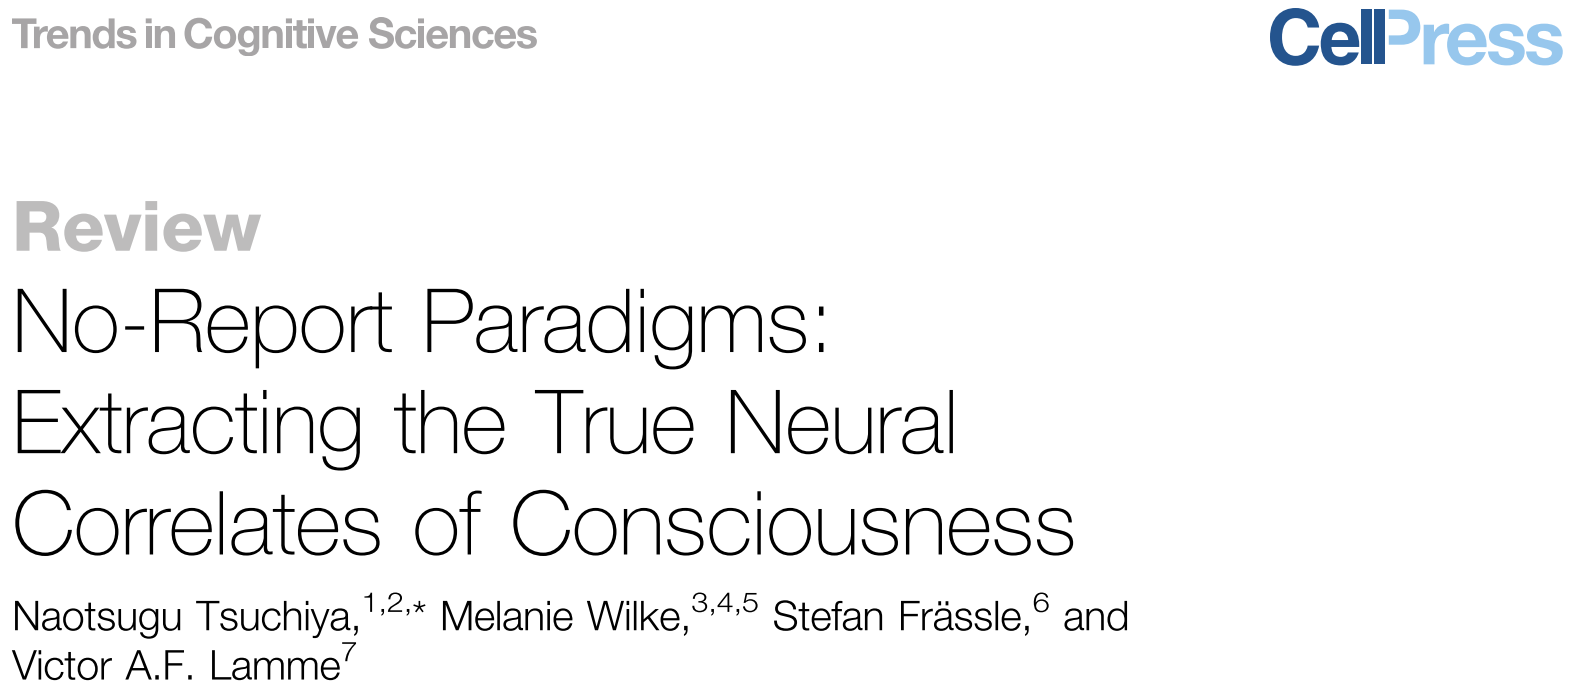 Trends in Cognitive Sciences
CellPress
Review
No-Report Paradigms:
Extracting the True Neural
Correlates of Consciousness
Naotsugu Tsuchiya,1,2,* Melanie Wilke,3,4,5 Stefan Frässle,6 and
Victor A.F. Lamme7